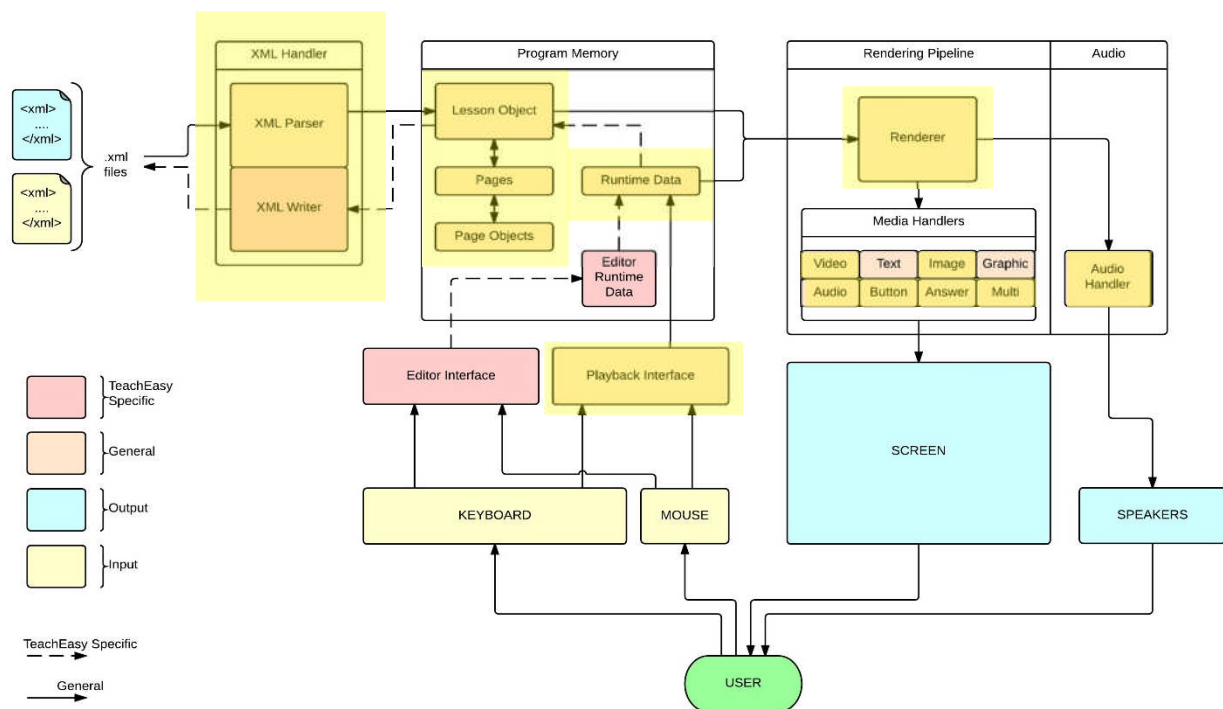 XML Handler
Program Memory
Rendering Pipeline
Audio
<xml>
....
</xml>
<xml>
....
</xml>
.xml
files
XML Parser
XML Writer
Lesson Object
Pages
Page Objects
Runtime Data
Editor
Runtime
Data
Renderer
Media Handlers
Video
Text
Image
Graphic
Audio
Button
Answer
Multi
Audio
Handler
Editor Interface
Playback Interface
TeachEasy
Specific
General
Output
Input
SCREEN
KEYBOARD
MOUSE
SPEAKERS
TeachEasy Specific
General
USER